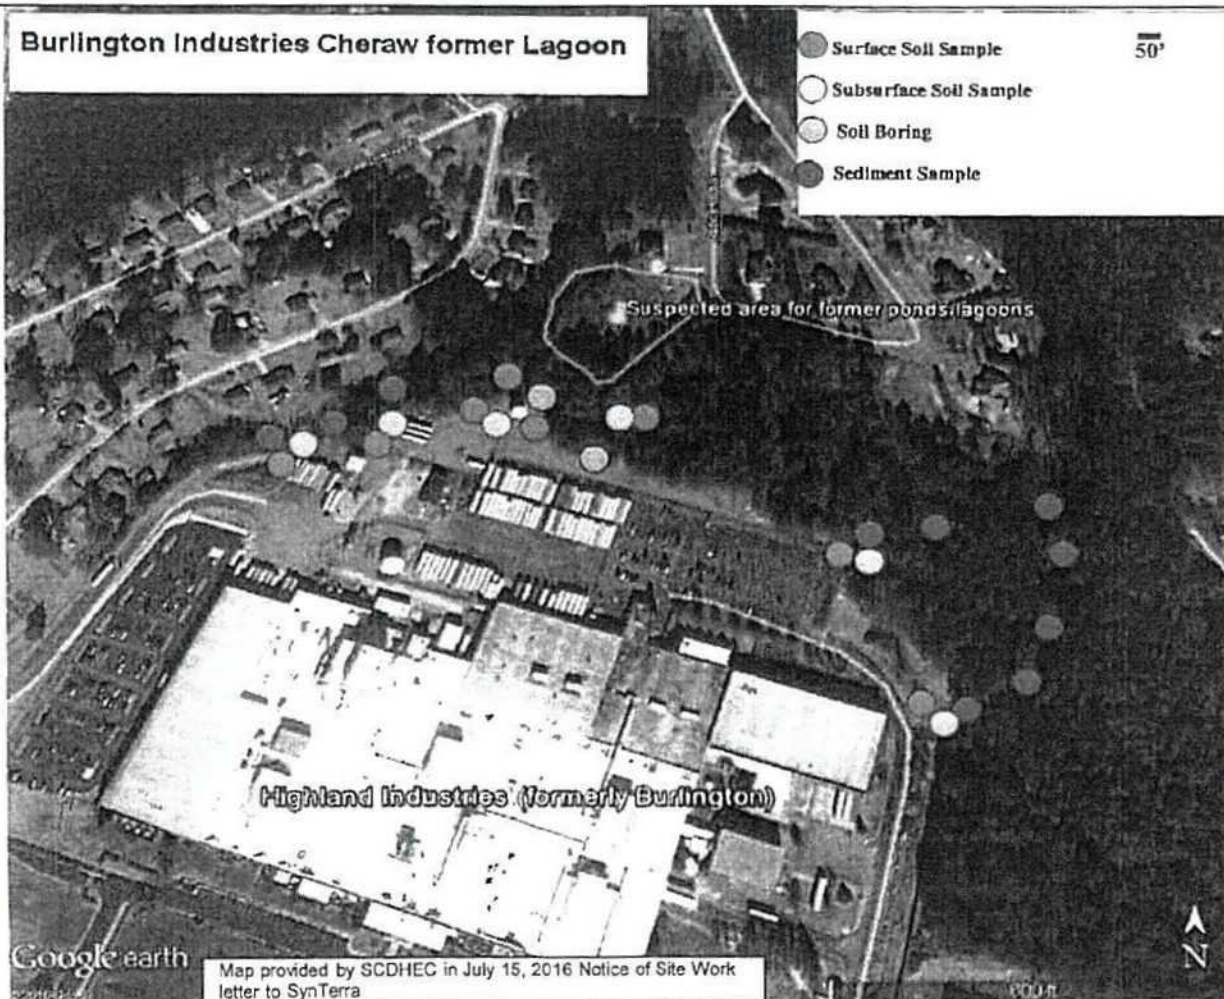 Burlington Industries Cheraw former Lagoon
Surface Soil Sample
50'
Subsurface Soil Sample
Soil Boring
Sediment Sample
Suspected area for former ponds/lagoons
Highland Industries (formerly Burlington)
N
Google earth
Map provided by SCDHEC in July 15, 2016 Notice of Site Work
letter to SynTerra